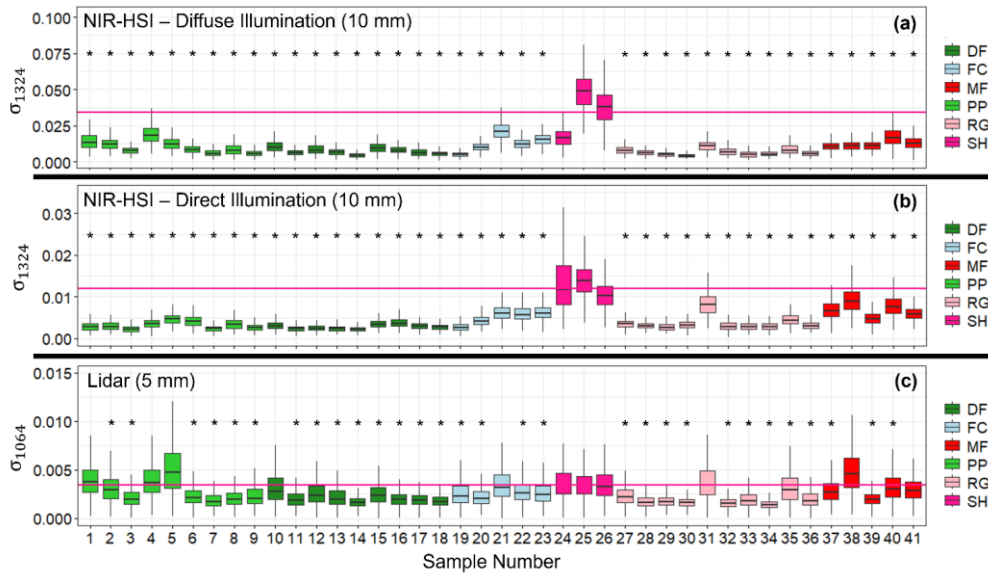 NIR-HSI – Diffuse Illumination (10 mm)
(a)
σ1324
0.100
0.075
0.050
0.025
0.000
DF
FC
MF
PP
RG
SH
NIR-HSI – Direct Illumination (10 mm)
(b)
σ1324
0.03
0.02
0.01
0.00
DF
FC
MF
PP
RG
SH
Lidar (5 mm)
(c)
σ1064
0.015
0.010
0.005
0.000
DF
FC
MF
PP
RG
SH
1 2 3 4 5 6 7 8 9 10 11 12 13 14 15 16 17 18 19 20 21 22 23 24 25 26 27 28 29 30 31 32 33 34 35 36 37 38 39 40 41
Sample Number